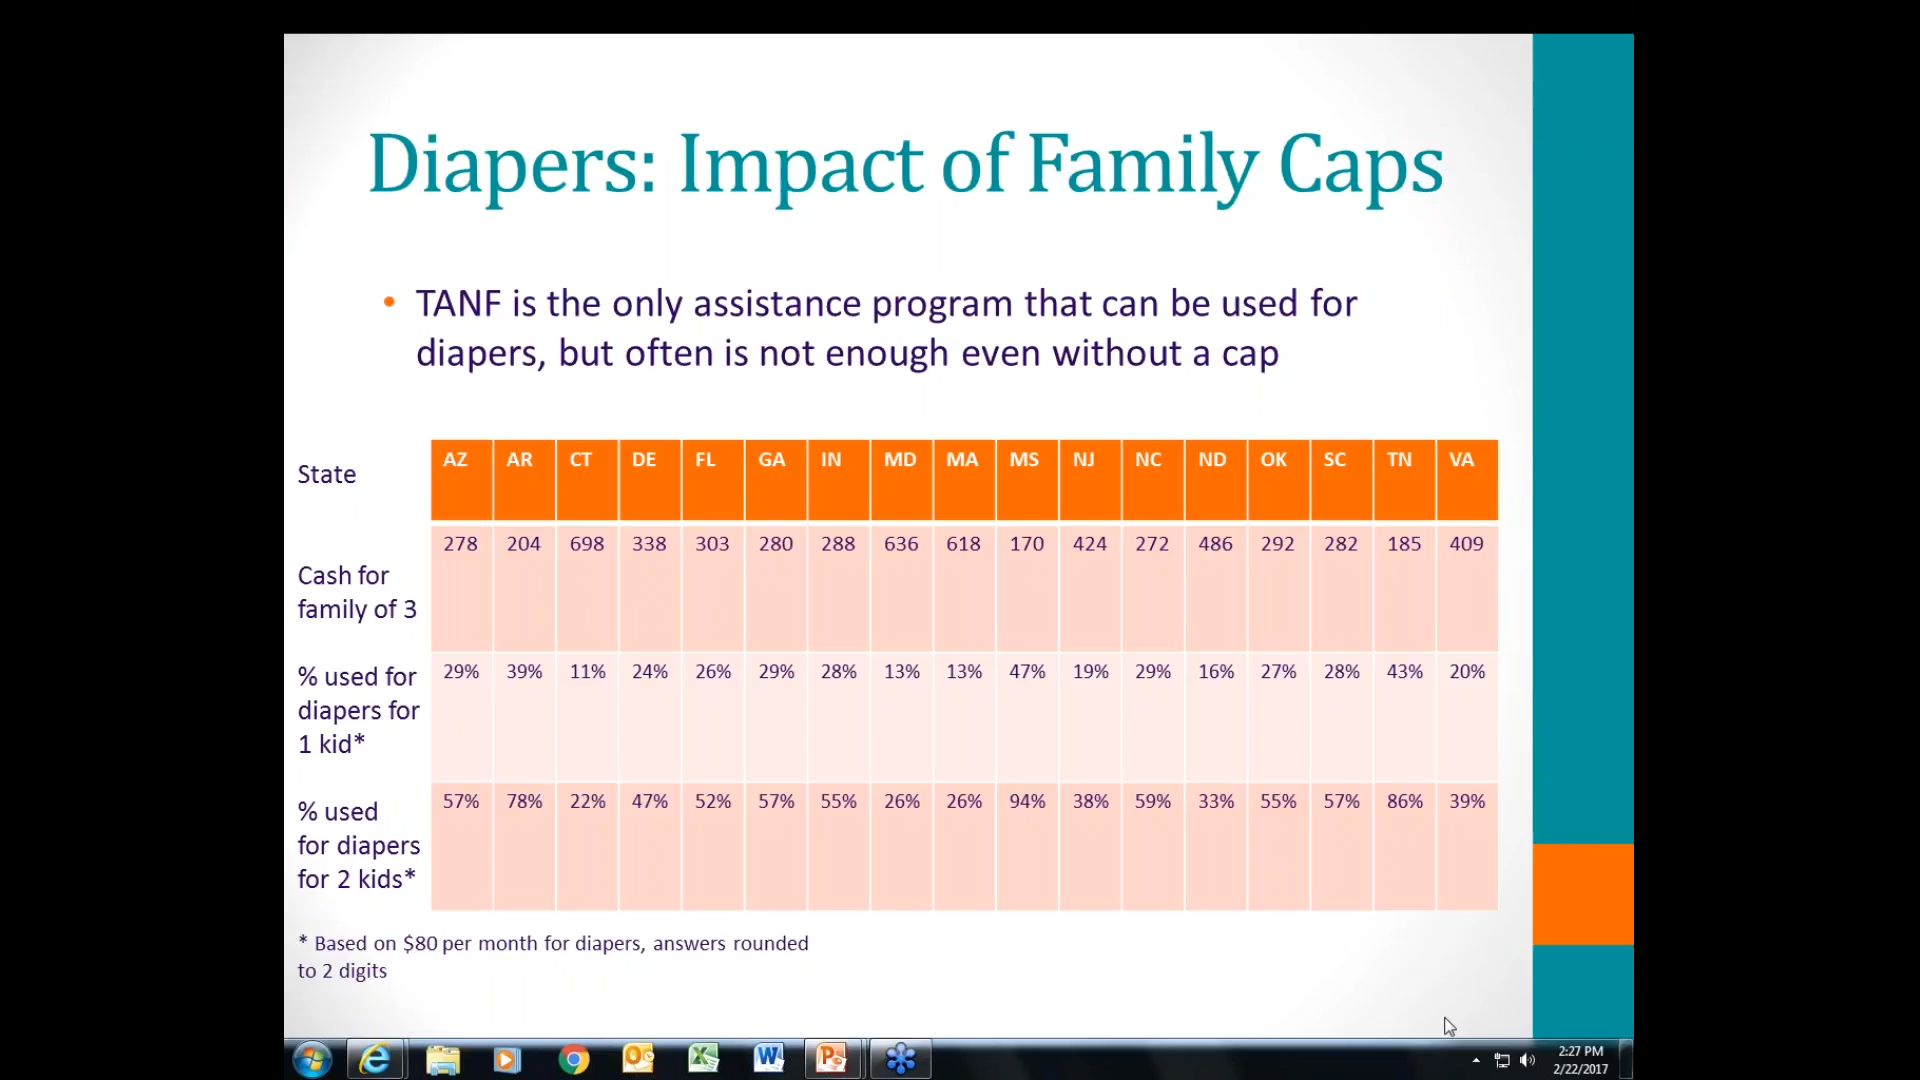 Diapers: Impact of Family Caps
• TANF is the only assistance program that can be used for
diapers, but often is not enough even without a cap
State AZ AR CT DE FL GA IN MD MA MS NJ NC ND OK SC TN VA
Cash for
family of 3
278 204 698 338 303 280 288 636 618 170 424 272 486 292 282 185 409
% used for
diapers for
1 kid*
29% 39% 11% 24% 26% 29% 28% 13% 13% 47% 19% 29% 16% 27% 28% 43% 20%
% used
for diapers
for 2 kids*
57% 78% 22% 47% 52% 57% 55% 26% 26% 94% 38% 59% 33% 55% 57% 86% 39%
* Based on $80 per month for diapers, answers rounded
to 2 digits
2:27 PM
2/22/2017